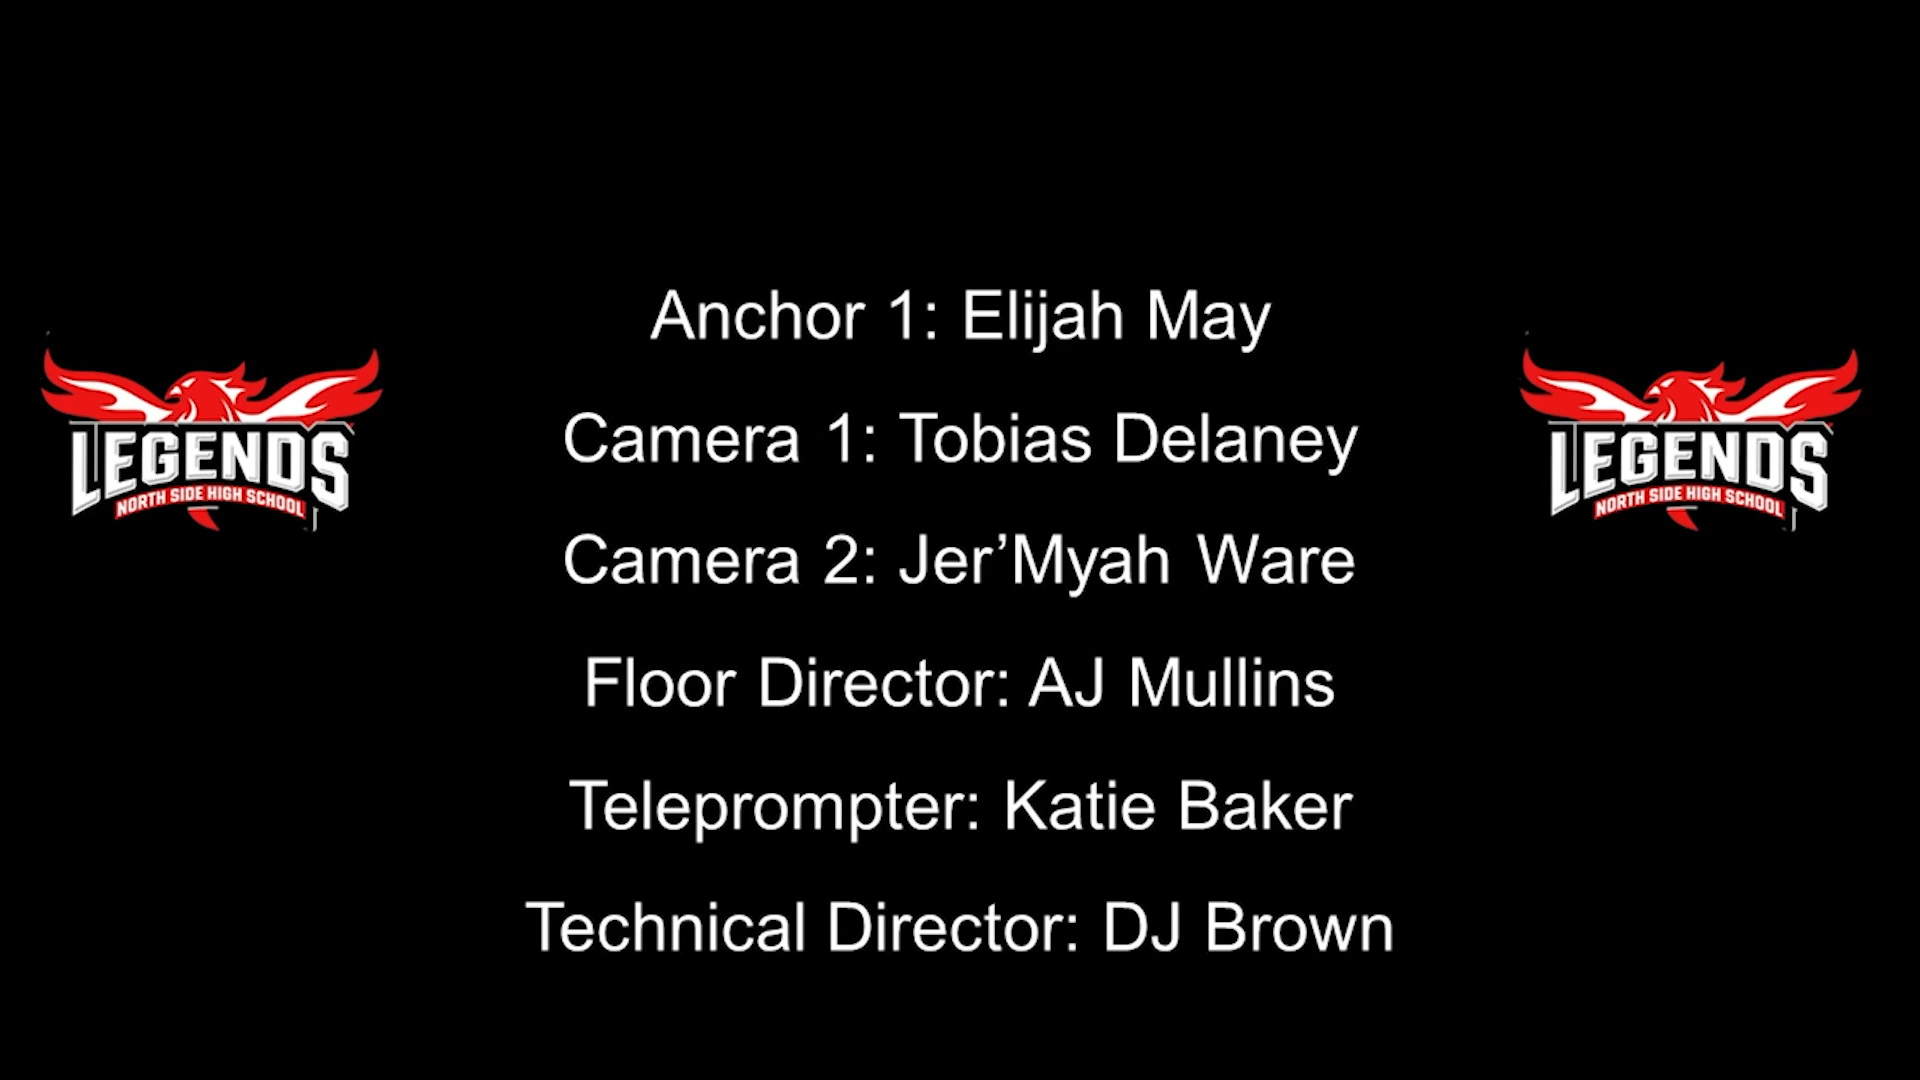 Anchor 1: Elijah May
Camera 1: Tobias Delaney
Camera 2: Jer’Myah Ware
Floor Director: AJ Mullins
Teleprompter: Katie Baker
Technical Director: DJ Brown
LEGENDS
NORTH SIDE HIGH SCHOOL
LEGENDS
NORTH SIDE HIGH SCHOOL